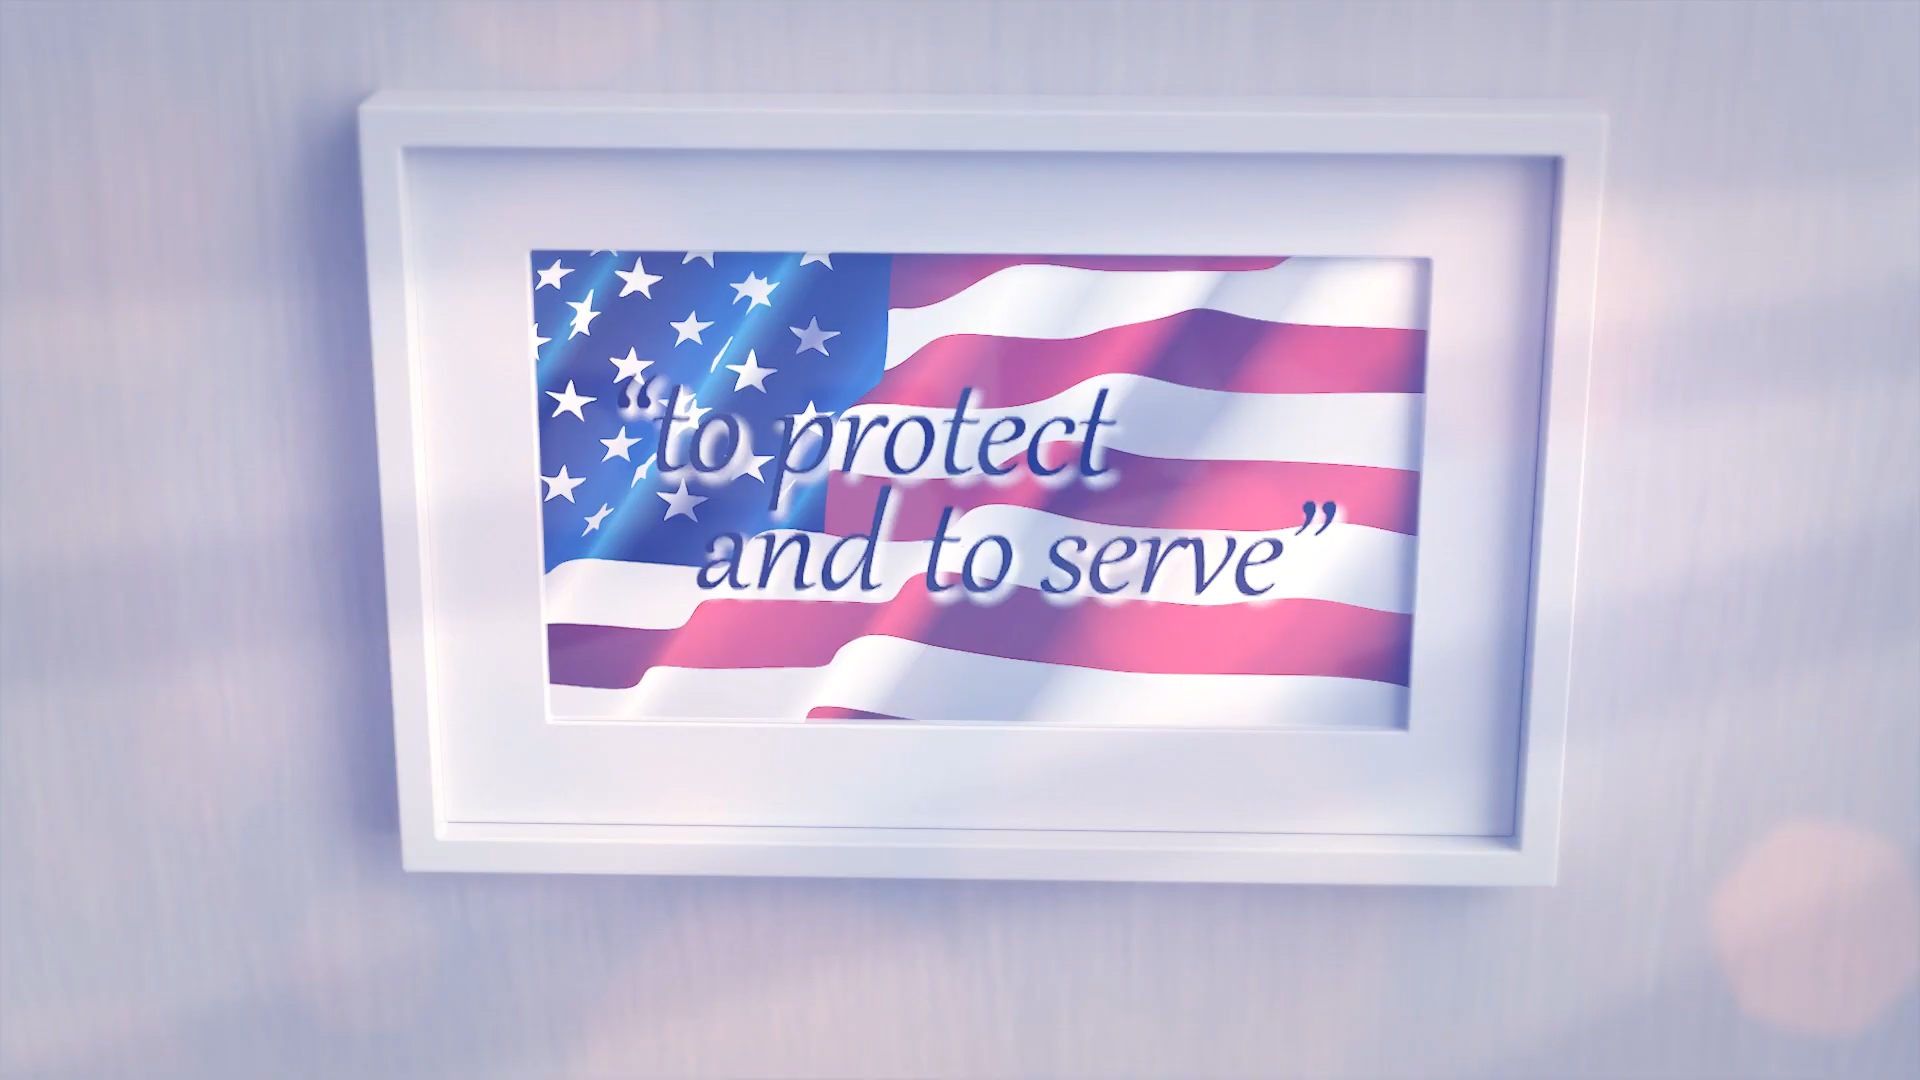 “to protect
and to serve”